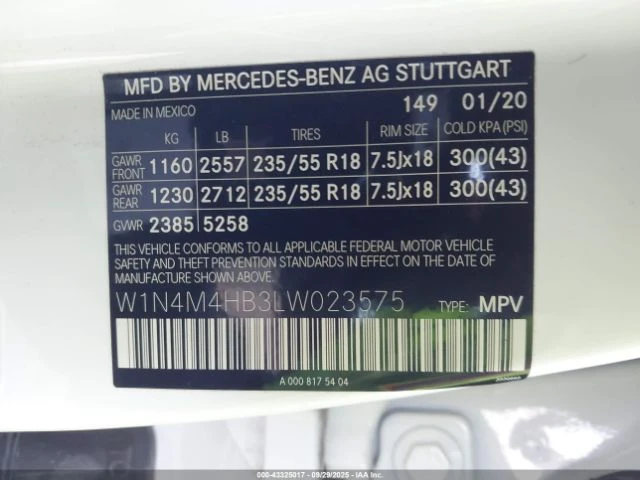 MFD BY MERCEDES-BENZ AG STUTTGART
MADE IN MEXICO 149 01/20
KG LB TIRES RIM SIZE COLD KPA(PSI)
GAWR FRONT 1160 2557 235/55 R18 7.5Jx18 300(43)
GAWR REAR 1230 2712 235/55 R18 7.5Jx18 300(43)
GVWR 2385 5258
THIS VEHICLE CONFORMS TO ALL APPLICABLE FEDERAL MOTOR VEHICLE
SAFETY AND THEFT PREVENTION STANDARDS IN EFFECT ON THE DATE
OF MANUFACTURE SHOWN ABOVE.
W1N4M4HB3LW023575 TYPE: MPV
A 000 817 54 04
000-43325017 - 09/29/2025 - IAAI.COM